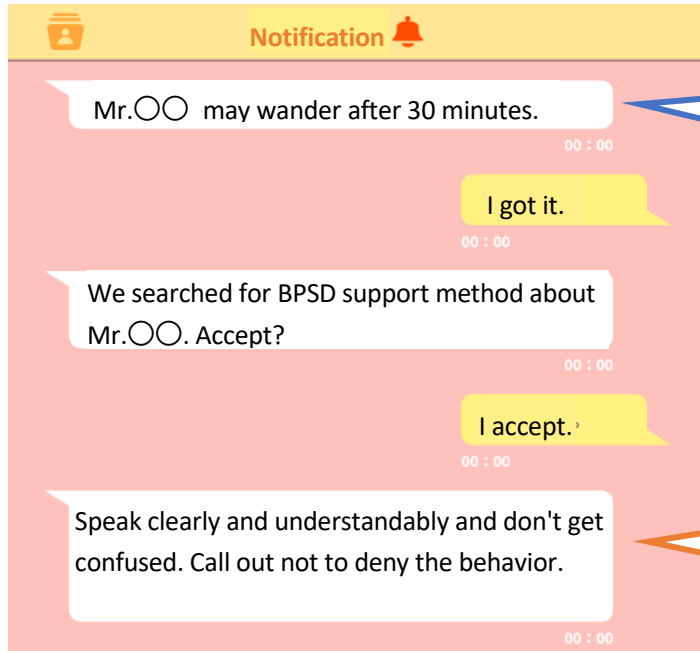 Notification
Mr.○○ may wander after 30 minutes.
00:00
I got it.
00:00
We searched for BPSD support method about
Mr.○○. Accept?
00:00
I accept.
00:00
Speak clearly and understandably and don't get
confused. Call out not to deny the behavior.
00:00